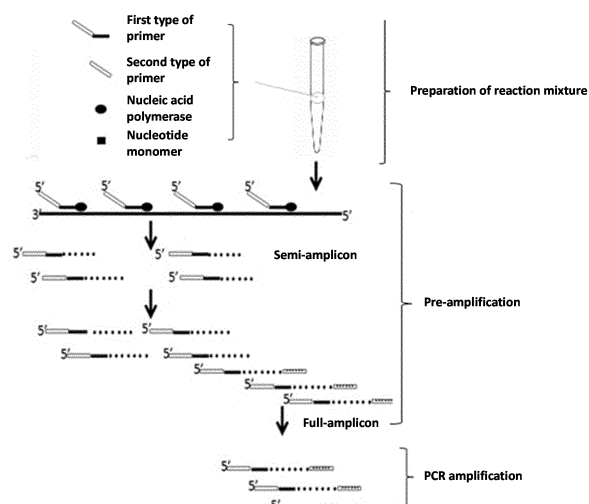 First type of
primer
Second type of
primer
Nucleic acid
polymerase
Nucleotide
monomer
Preparation of reaction mixture
5' 5' 5' 5'
3' 5'
5' 5'
Semi-amplicon
5' 5'
Pre-amplification
5' 5'
5' 5'
5'
5'
5'
Full-amplicon
5'
PCR amplification
5'
5'